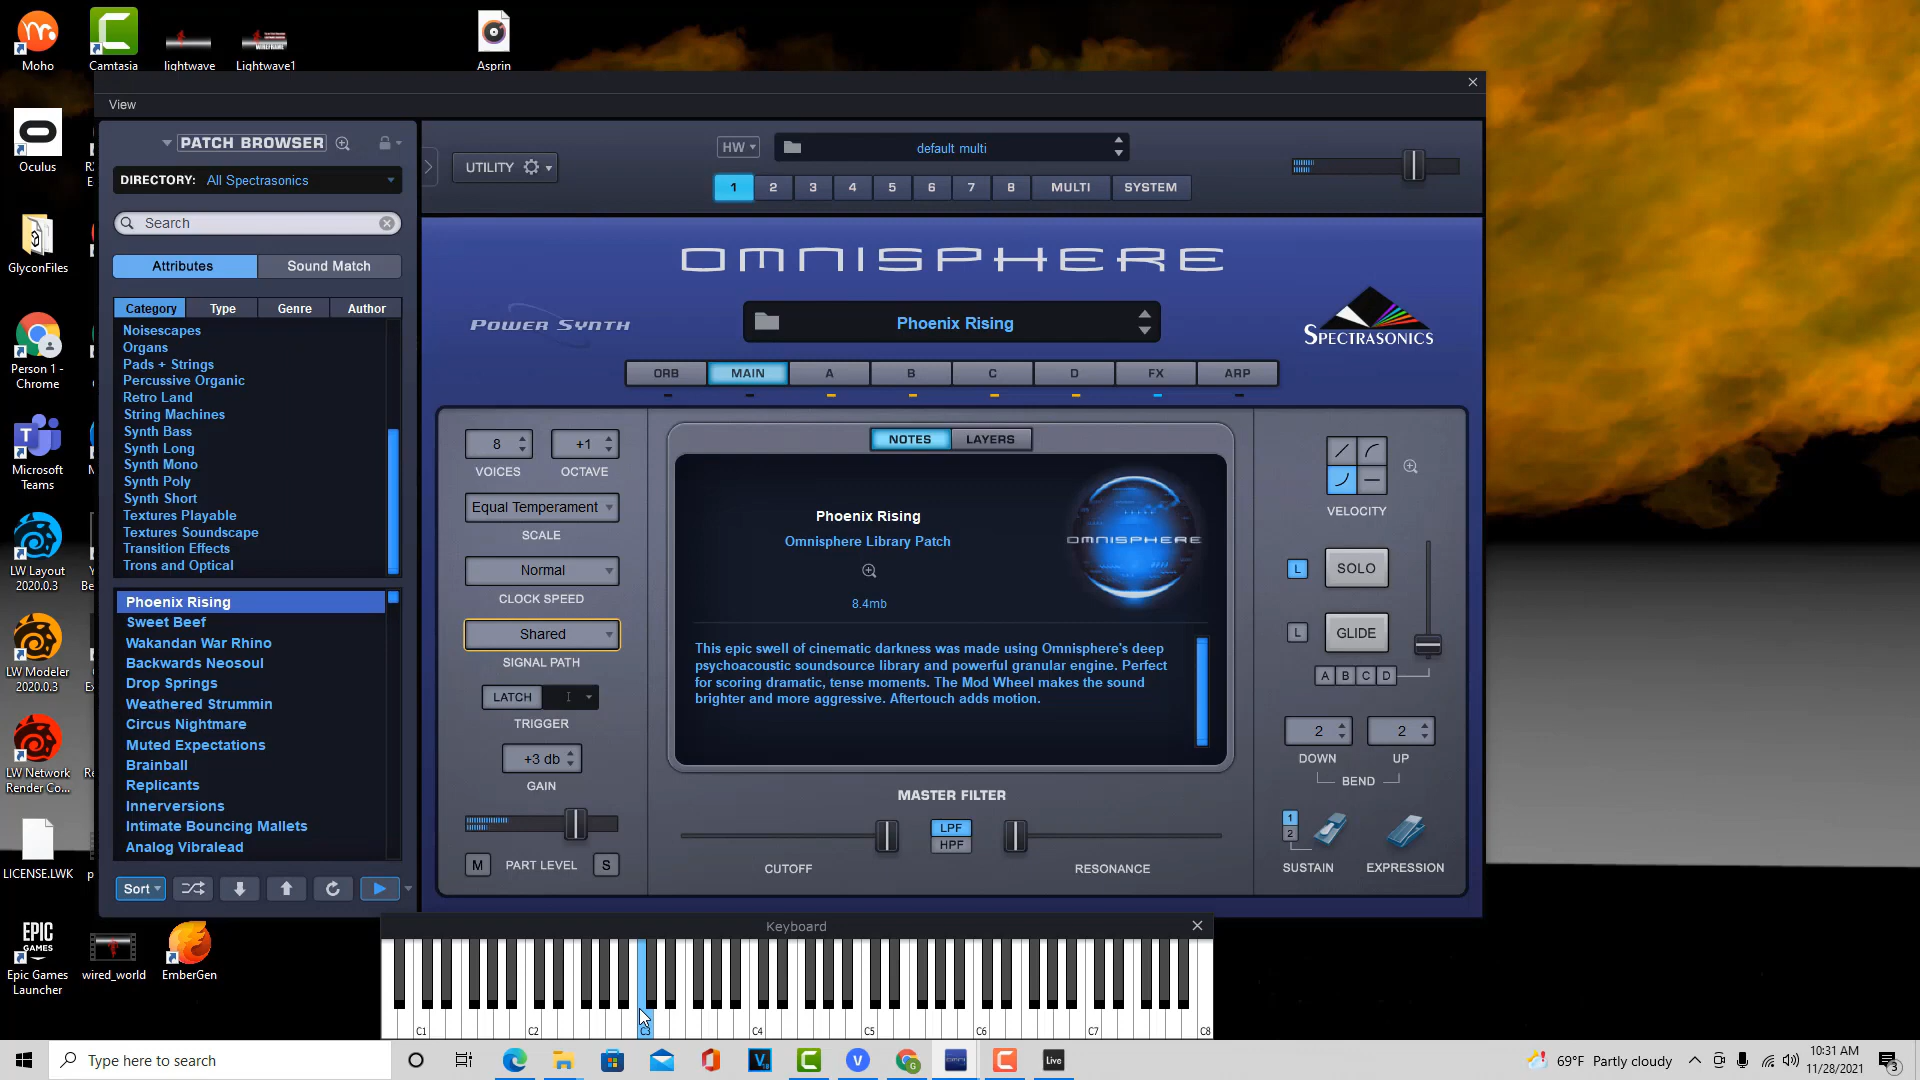 Moho
Camtasia
lightwave
Lightwave1
WIREFRAME
Asprin
View
Oculus
GlyconFiles
Person 1 -
Chrome
Microsoft
Teams
LW Layout
2020.0.3
LW Modeler
2020.0.3
LW Network
Render Co...
LICENSE.LWK
EPIC
GAMES
Epic Games
Launcher
wired_world
EmberGen
PATCH BROWSER
DIRECTORY: All Spectrasonics
Search
Attributes
Sound Match
Category
Type
Genre
Author
Noisescapes
Organs
Pads + Strings
Percussive Organic
Retro Land
String Machines
Synth Bass
Synth Long
Synth Mono
Synth Poly
Synth Short
Textures Playable
Textures Soundscape
Transition Effects
Trons and Optical
Phoenix Rising
Sweet Beef
Wakandan War Rhino
Backwards Neosoul
Drop Springs
Weathered Strummin
Circus Nightmare
Muted Expectations
Brainball
Replicants
Innerversions
Intimate Bouncing Mallets
Analog Vibralead
Sort
UTILITY
HW
default multi
1 2 3 4 5 6 7 8 MULTI SYSTEM
OMNISPHERE
POWER SYNTH
Phoenix Rising
SPECTRASONICS
ORB MAIN A B C D FX ARP
8
+1
VOICES
OCTAVE
Equal Temperament
SCALE
Normal
CLOCK SPEED
Shared
SIGNAL PATH
LATCH
TRIGGER
+3 db
GAIN
M PART LEVEL S
NOTES
LAYERS
Phoenix Rising
Omnisphere Library Patch
8.4mb
OMNISPHERE
This epic swell of cinematic darkness was made using Omnisphere's deep
psychoacoustic soundsource library and powerful granular engine. Perfect
for scoring dramatic, tense moments. The Mod Wheel makes the sound
brighter and more aggressive. Aftertouch adds motion.
MASTER FILTER
LPF
HPF
CUTOFF
RESONANCE
VELOCITY
L SOLO
L GLIDE
A B C D
2
2
DOWN
UP
BEND
1
2
SUSTAIN
EXPRESSION
Keyboard
C1 C2 C3 C4 C5 C6 C7 C8
Type here to search
Live
69°F Partly cloudy
10:31 AM
11/28/2021
3